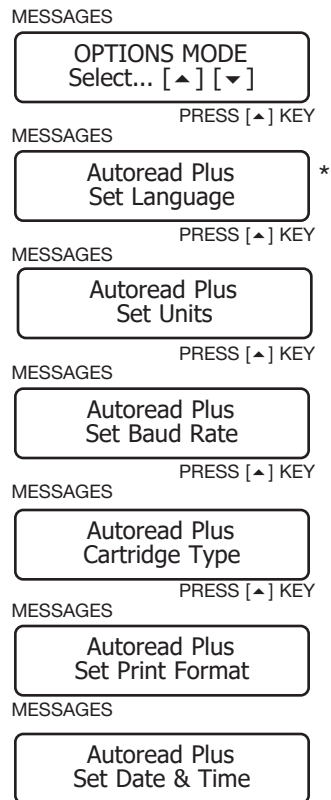 MESSAGES
OPTIONS MODE
Select... [▲] [▼]
PRESS [▲] KEY
MESSAGES
Autoread Plus *
Set Language
PRESS [▲] KEY
MESSAGES
Autoread Plus
Set Units
PRESS [▲] KEY
MESSAGES
Autoread Plus
Set Baud Rate
PRESS [▲] KEY
MESSAGES
Autoread Plus
Cartridge Type
PRESS [▲] KEY
MESSAGES
Autoread Plus
Set Print Format
MESSAGES
Autoread Plus
Set Date & Time